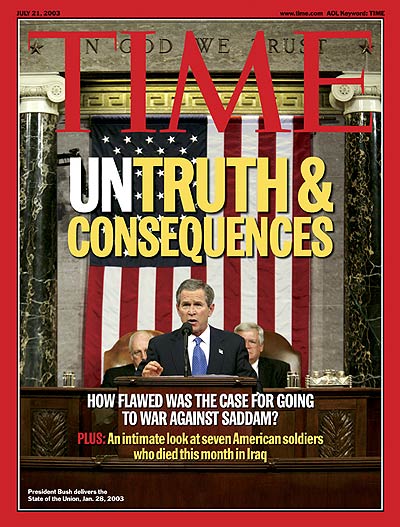 JULY 21, 2003
www.time.com AOL Keyword: TIME
IN GOD WE TRUST
TIME
UNTRUTH &
CONSEQUENCES
HOW FLAWED WAS THE CASE FOR GOING
TO WAR AGAINST SADDAM?
PLUS: An intimate look at seven American soldiers
who died this month in Iraq
President Bush delivers the
State of the Union, Jan. 28, 2003